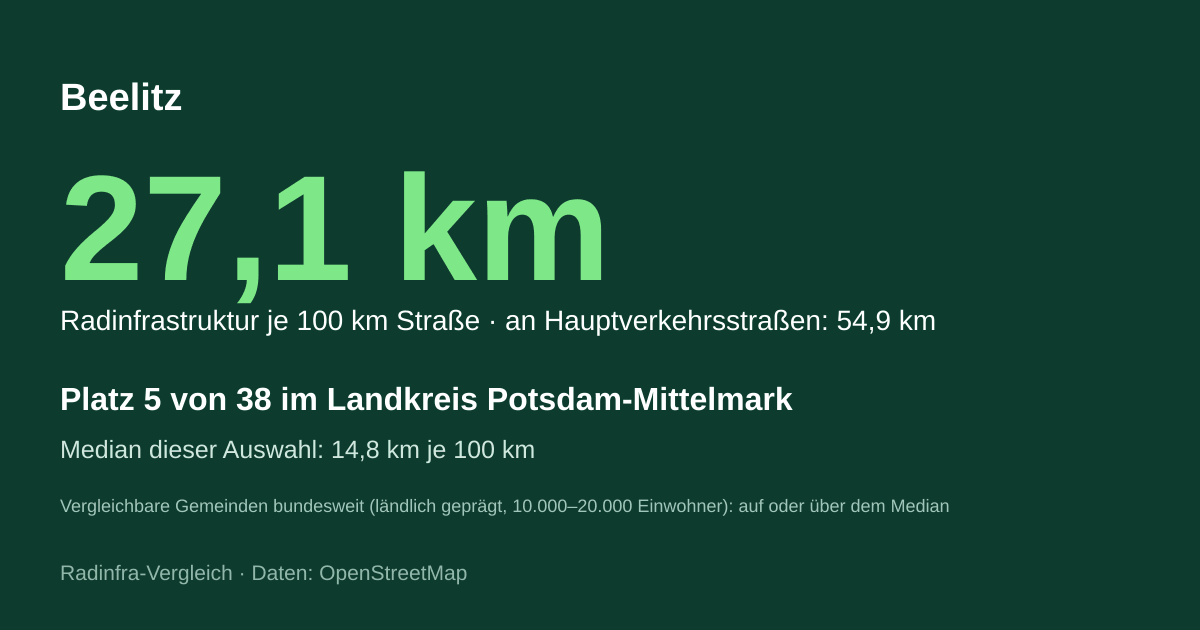 Beelitz
27,1 km
Radinfrastruktur je 100 km Straße · an Hauptverkehrsstraßen: 54,9 km
Platz 5 von 38 im Landkreis Potsdam-Mittelmark
Median dieser Auswahl: 14,8 km je 100 km
Vergleichbare Gemeinden bundesweit (ländlich geprägt, 10.000–20.000 Einwohner): auf oder über dem Median
Radinfra-Vergleich · Daten: OpenStreetMap